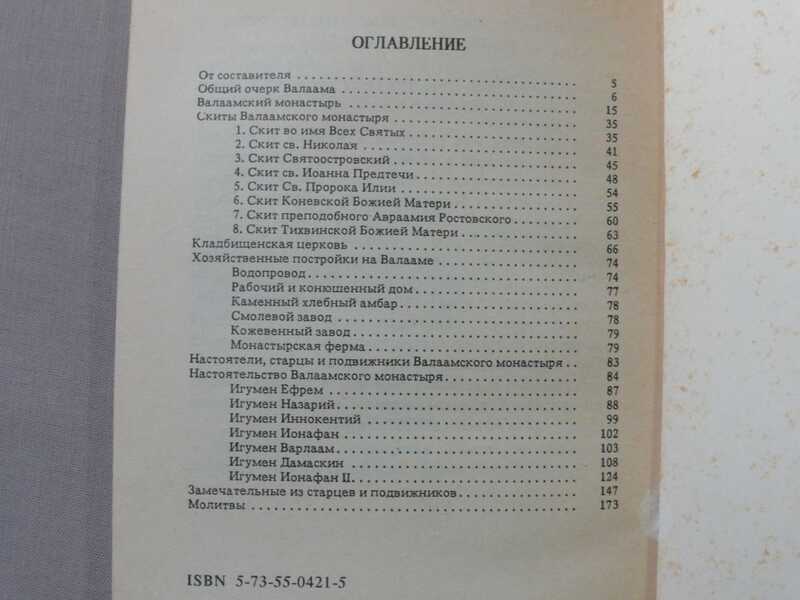 ОГЛАВЛЕНИЕ
От составителя . . . . . . . . . . . . . . . . . . . . . . . . . . . . . . 5
Общий очерк Валаама . . . . . . . . . . . . . . . . . . . . . . . . . 6
Валаамский монастырь . . . . . . . . . . . . . . . . . . . . . . . . 15
Скиты Валаамского монастыря . . . . . . . . . . . . . . . . . . . 35
1. Скит во имя Всех Святых . . . . . . . . . . . . . . . . . . 35
2. Скит св. Николая . . . . . . . . . . . . . . . . . . . . . . . 41
3. Скит Святоостровский . . . . . . . . . . . . . . . . . . . . 45
4. Скит св. Иоанна Предтечи . . . . . . . . . . . . . . . . . 48
5. Скит Св. Пророка Илии . . . . . . . . . . . . . . . . . . . 54
6. Скит Коневской Божией Матери . . . . . . . . . . . . . 55
7. Скит преподобного Авраамия Ростовского . . . . . . . 60
8. Скит Тихвинской Божией Матери . . . . . . . . . . . . 63
Кладбищенская церковь . . . . . . . . . . . . . . . . . . . . . . . 66
Хозяйственные постройки на Валааме . . . . . . . . . . . . . . 74
Водопровод . . . . . . . . . . . . . . . . . . . . . . . . . . . . 74
Рабочий и конюшенный дом . . . . . . . . . . . . . . . . . 77
Каменный хлебный амбар . . . . . . . . . . . . . . . . . . . 78
Смолевой завод . . . . . . . . . . . . . . . . . . . . . . . . . 78
Кожевенный завод . . . . . . . . . . . . . . . . . . . . . . . . 79
Монастырская ферма . . . . . . . . . . . . . . . . . . . . . . 79
Настоятели, старцы и подвижники Валаамского монастыря . . 83
Настоятельство Валаамского монастыря . . . . . . . . . . . . . 84
Игумен Ефрем . . . . . . . . . . . . . . . . . . . . . . . . . . 87
Игумен Назарий . . . . . . . . . . . . . . . . . . . . . . . . . 88
Игумен Иннокентий . . . . . . . . . . . . . . . . . . . . . . . 99
Игумен Ионафан . . . . . . . . . . . . . . . . . . . . . . . . 102
Игумен Варлаам . . . . . . . . . . . . . . . . . . . . . . . . . 103
Игумен Дамаскин . . . . . . . . . . . . . . . . . . . . . . . . 108
Игумен Ионафан II . . . . . . . . . . . . . . . . . . . . . . . 124
Замечательные из старцев и подвижников . . . . . . . . . . . . 147
Молитвы . . . . . . . . . . . . . . . . . . . . . . . . . . . . . . . . . 173
ISBN 5-73-55-0421-5